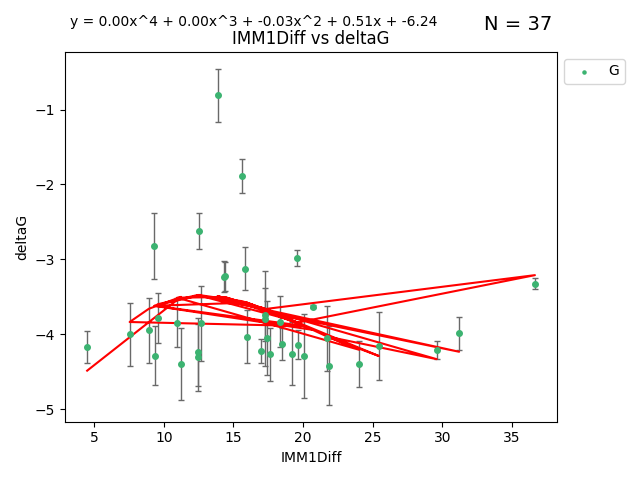 y = 0.00x^4 + 0.00x^3 + -0.03x^2 + 0.51x + -6.24
N = 37
IMM1Diff vs deltaG
G
deltaG
−1
−2
−3
−4
−5
5 10 15 20 25 30 35
IMM1Diff